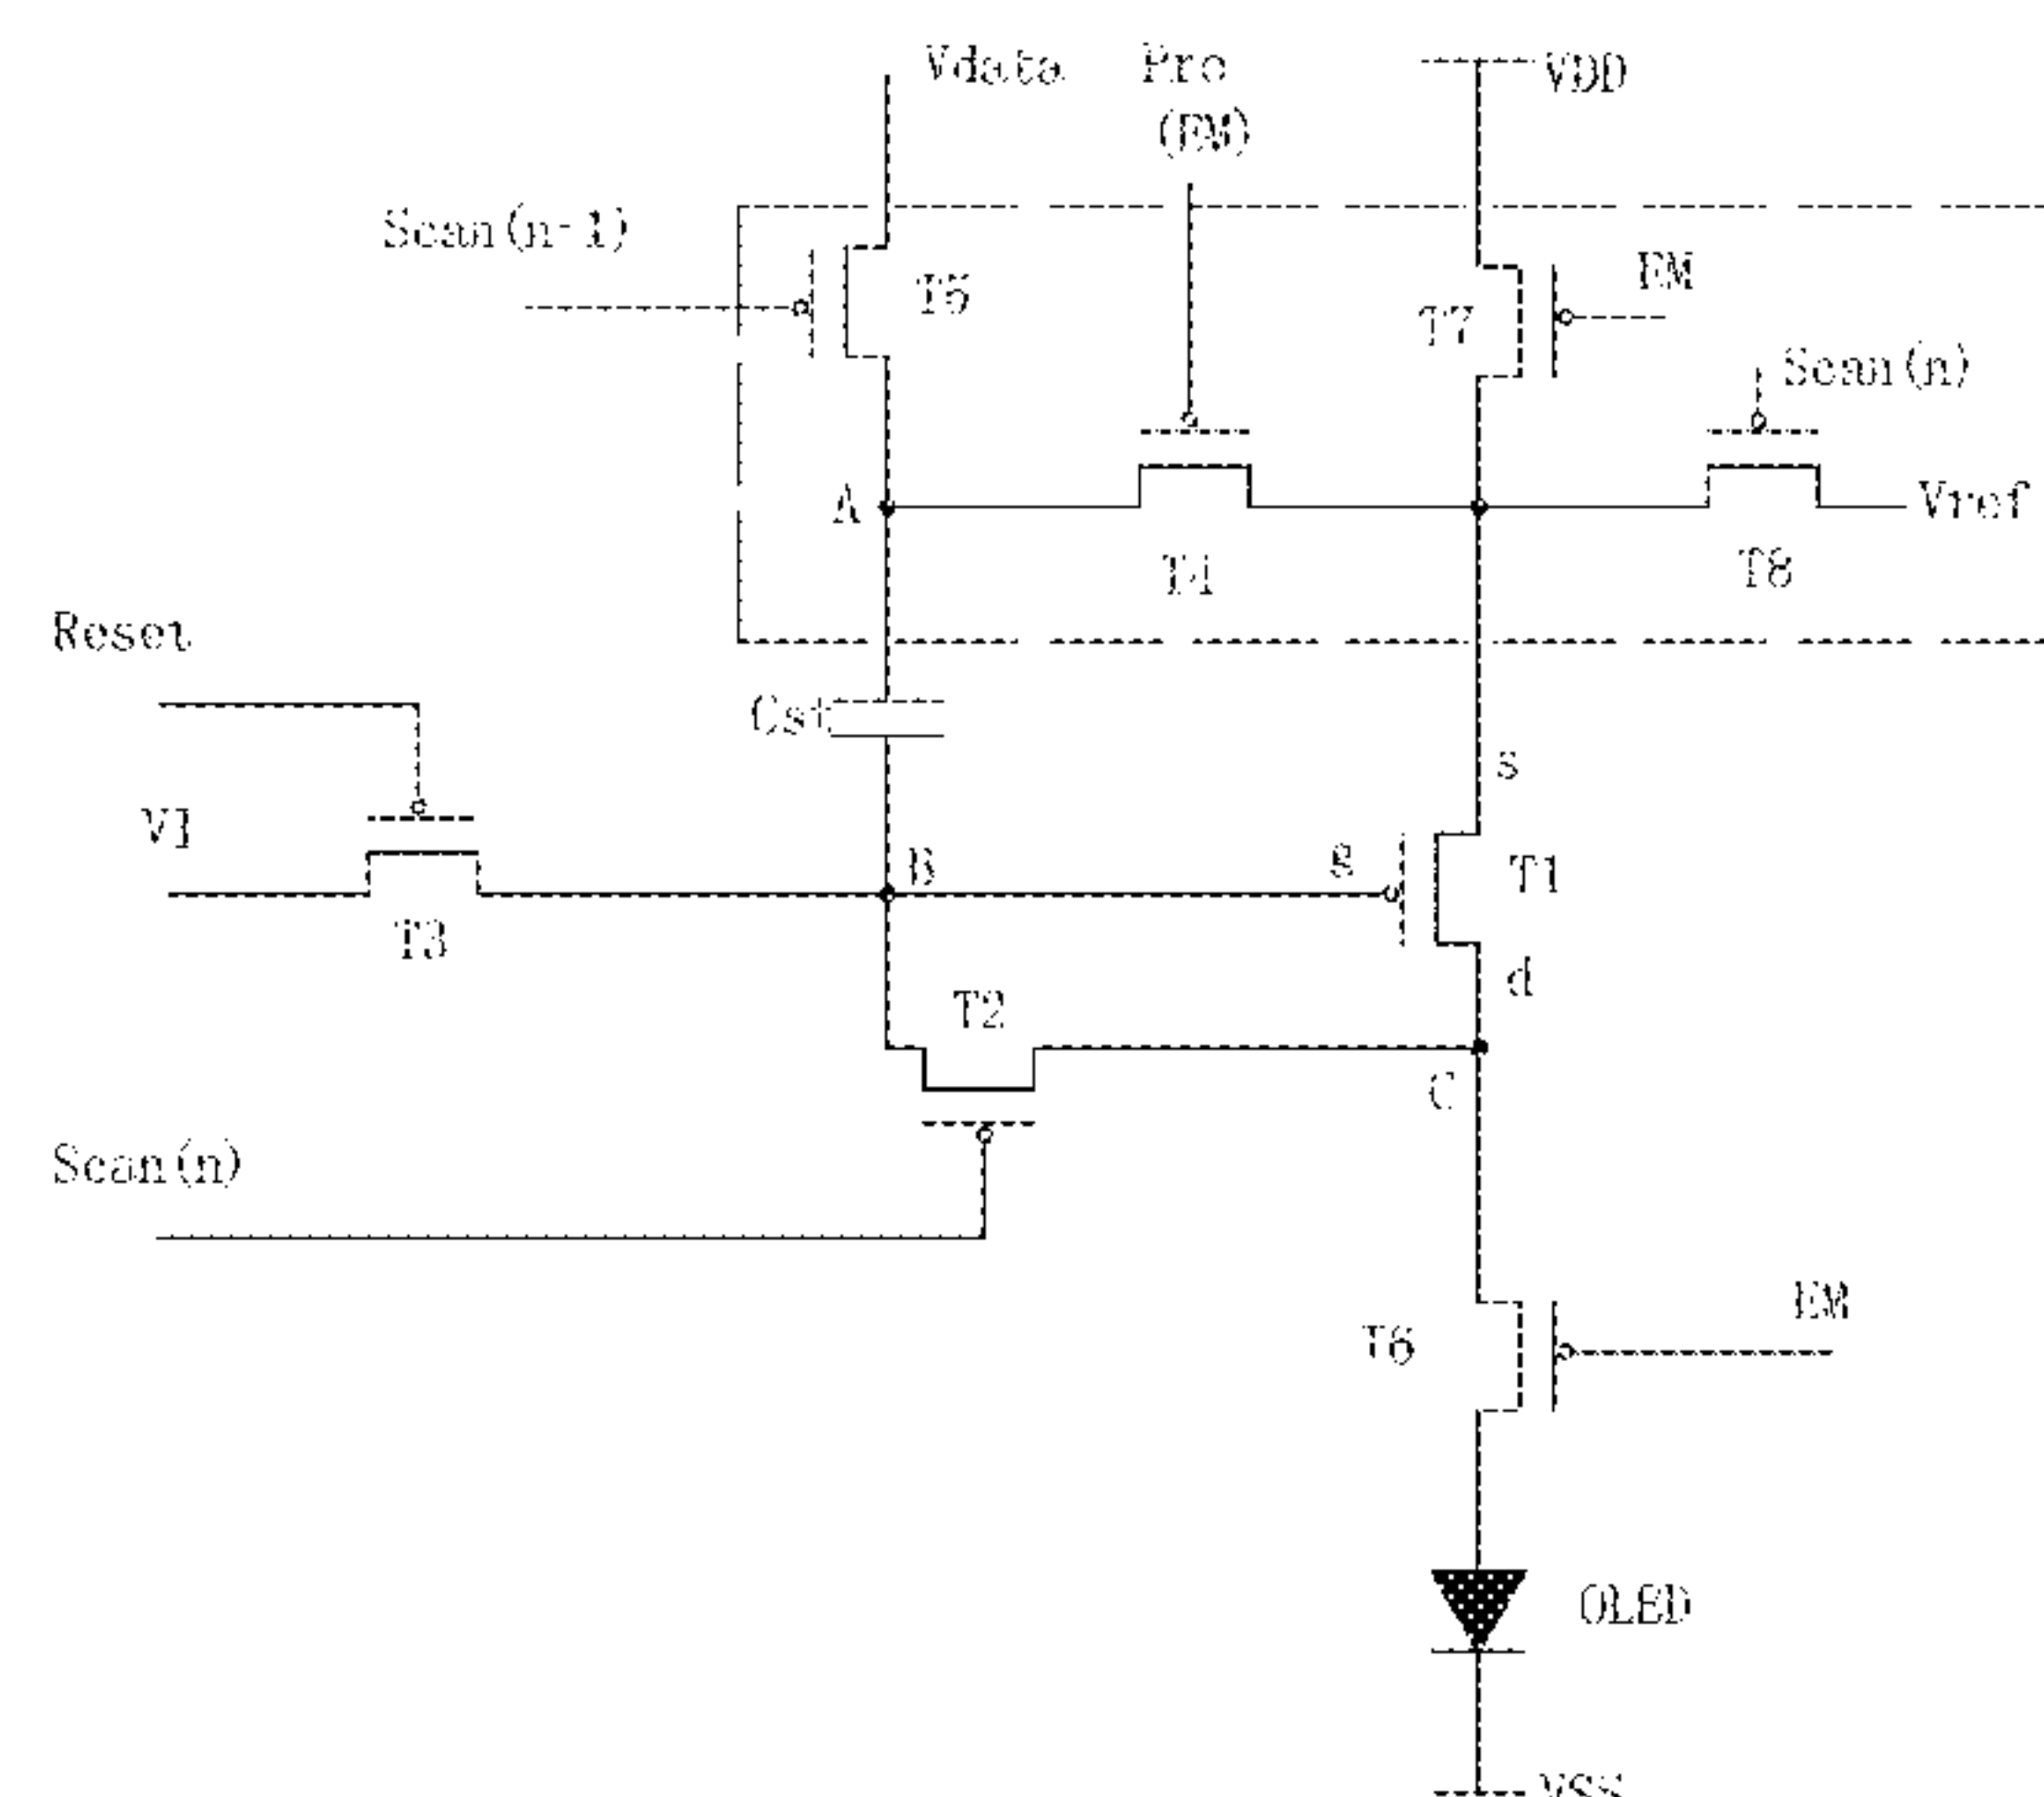 Vdata
Pro
(EM)
VDD
Scan(n-1)
T5
T7
EM
Scan(n)
A
T4
Vref
T8
Reset
Cst
s
VI
B
g
T1
T3
d
T2
C
Scan(n)
EM
T6
OLED
VSS